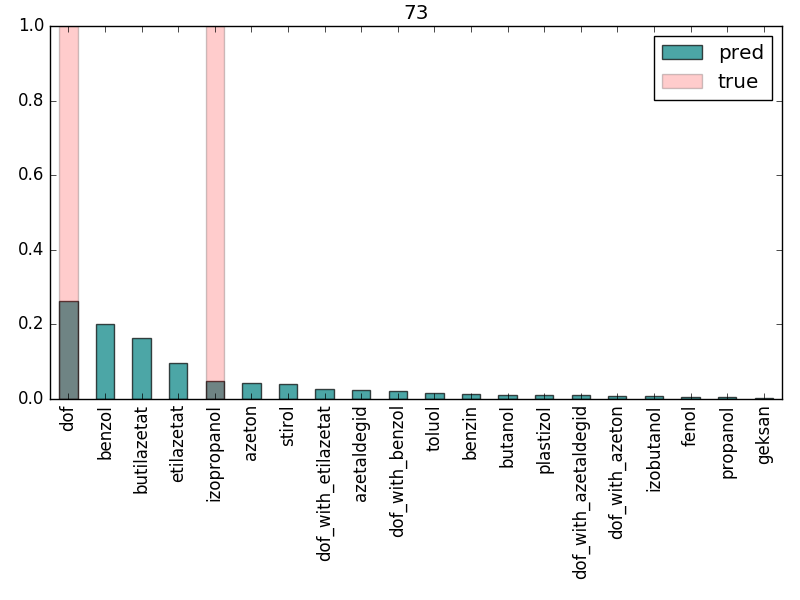 73
1.0
0.8
0.6
0.4
0.2
0.0
pred
true
dof
benzol
butilazetat
etilazetat
izopropanol
azeton
stirol
dof_with_etilazetat
azetaldegid
dof_with_benzol
toluol
benzin
butanol
plastizol
dof_with_azetaldegid
dof_with_azeton
izobutanol
fenol
propanol
geksan